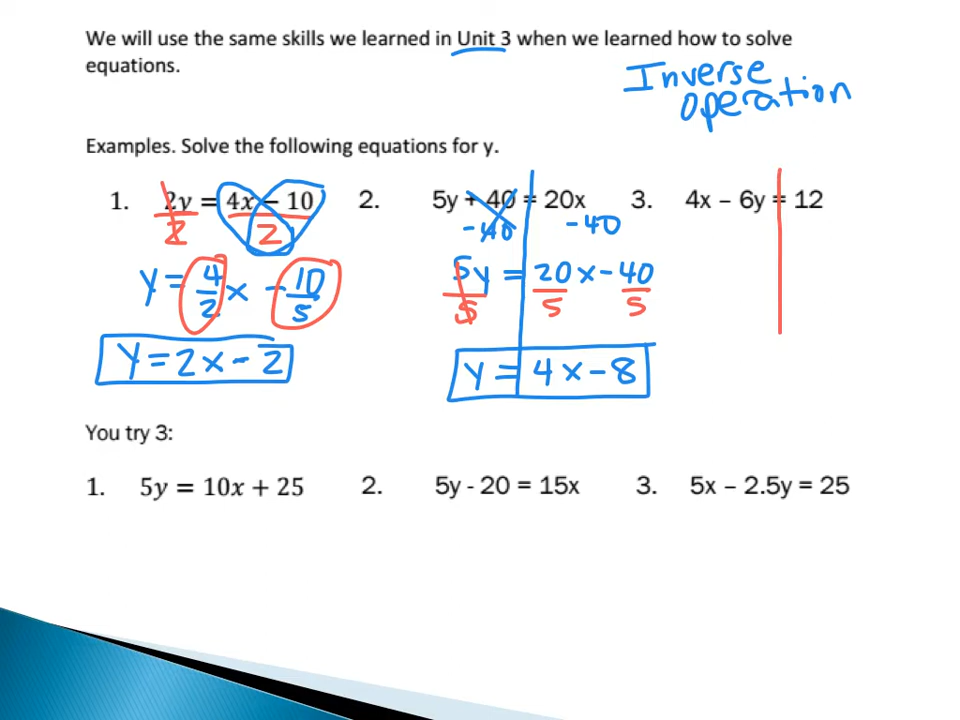 We will use the same skills we learned in Unit 3 when we learned how to solve
equations.
Inverse
operation
Examples. Solve the following equations for y.
1. 2y = 4x − 10 2. 5y + 40 = 20x 3. 4x – 6y = 12
2 2 -40 -40
y = 4/2 x - 10/5 5y = 20x - 40
5 5 5
y = 2x - 2 y = 4x - 8
You try 3:
1. 5y = 10x + 25 2. 5y - 20 = 15x 3. 5x – 2.5y = 25